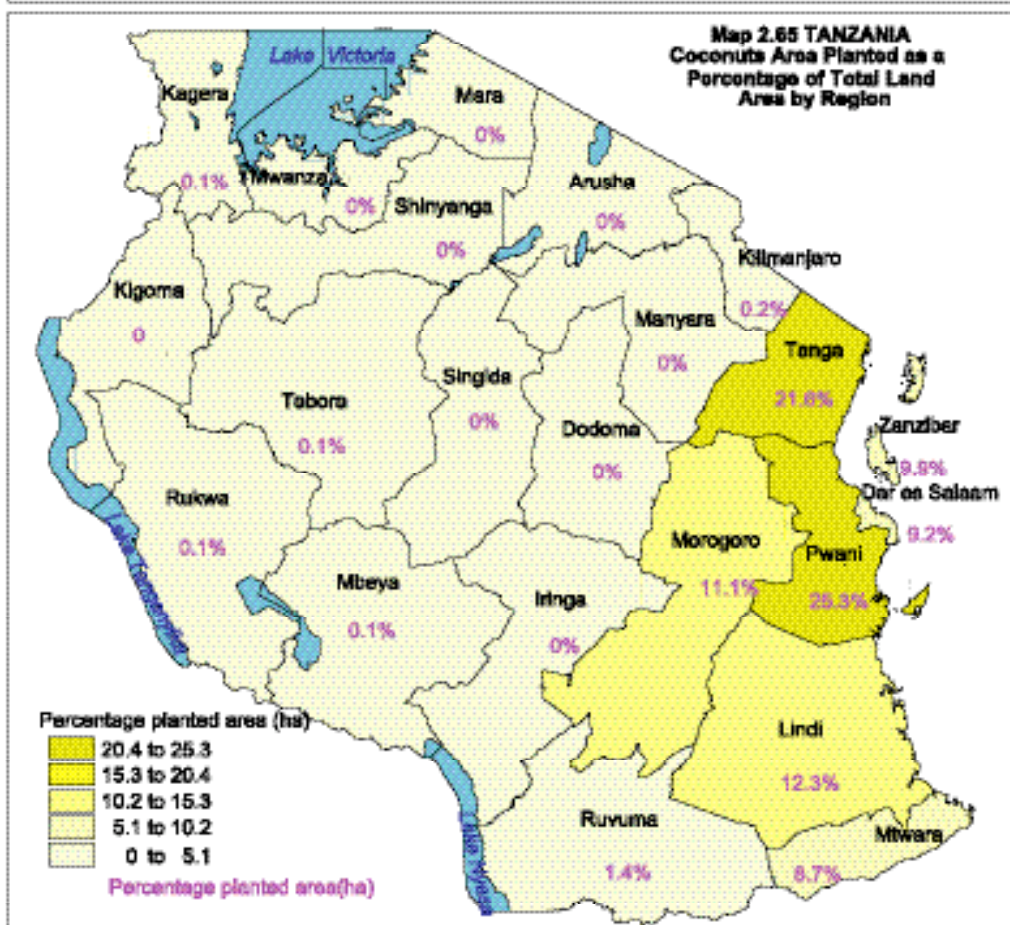 Map 2.65 TANZANIA
Coconuts Area Planted as a
Percentage of Total Land
Area by Region
Lake Victoria
Kagera
0.1%
Mwanza
0%
Mara
0%
Shinyanga
0%
Arusha
0%
Kilimanjaro
0.2%
Kigoma
0
Manyara
0%
Tanga
21.6%
Tabora
0.1%
Singida
0%
Dodoma
0%
Zanzibar
9.9%
Dar es Salaam
9.2%
Rukwa
0.1%
Lake Tanganyika
Morogoro
11.1%
Pwani
25.3%
Mbeya
0.1%
Iringa
0%
Lindi
12.3%
Ruvuma
1.4%
Mtwara
8.7%
Lake Nyasa
Percentage planted area (ha)
20.4 to 25.3
15.3 to 20.4
10.2 to 15.3
5.1 to 10.2
0 to 5.1
Percentage planted area(ha)